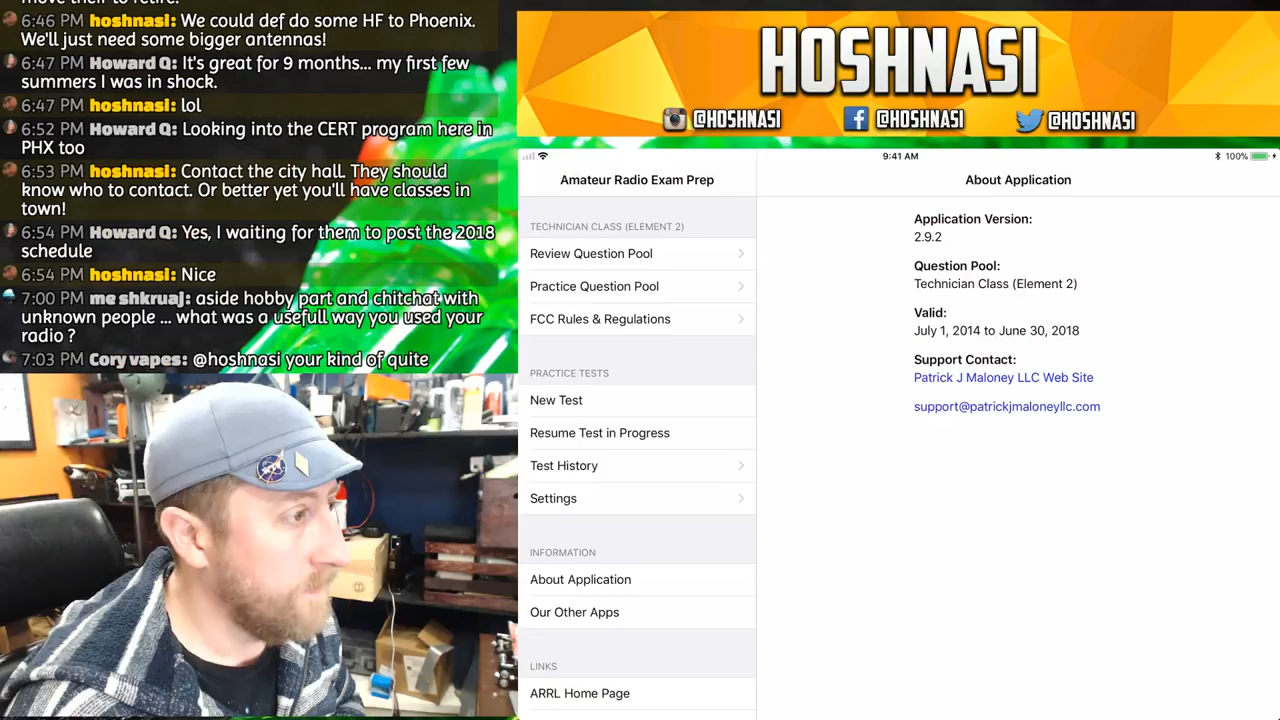 move their to retire.
6:46 PM hoshnasi: We could def do some HF to Phoenix.
We'll just need some bigger antennas!
6:47 PM Howard Q: It's great for 9 months... my first few
summers I was in shock.
6:47 PM hoshnasi: lol
6:52 PM Howard Q: Looking into the CERT program here in
PHX too
6:53 PM hoshnasi: Contact the city hall. They should
know who to contact. Or better yet you'll have classes in
town!
6:54 PM Howard Q: Yes, I waiting for them to post the 2018
schedule
6:54 PM hoshnasi: Nice
7:00 PM me shkruaj: aside hobby part and chitchat with
unknown people ... what was a usefull way you used your
radio ?
7:03 PM Cory vapes: @hoshnasi your kind of quite
HOSHNASI
@HOSHNASI @HOSHNASI @HOSHNASI
9:41 AM 100%
Amateur Radio Exam Prep
TECHNICIAN CLASS (ELEMENT 2)
Review Question Pool
Practice Question Pool
FCC Rules & Regulations
PRACTICE TESTS
New Test
Resume Test in Progress
Test History
Settings
INFORMATION
About Application
Our Other Apps
LINKS
ARRL Home Page
About Application
Application Version:
2.9.2
Question Pool:
Technician Class (Element 2)
Valid:
July 1, 2014 to June 30, 2018
Support Contact:
Patrick J Maloney LLC Web Site
support@patrickjmaloneyllc.com